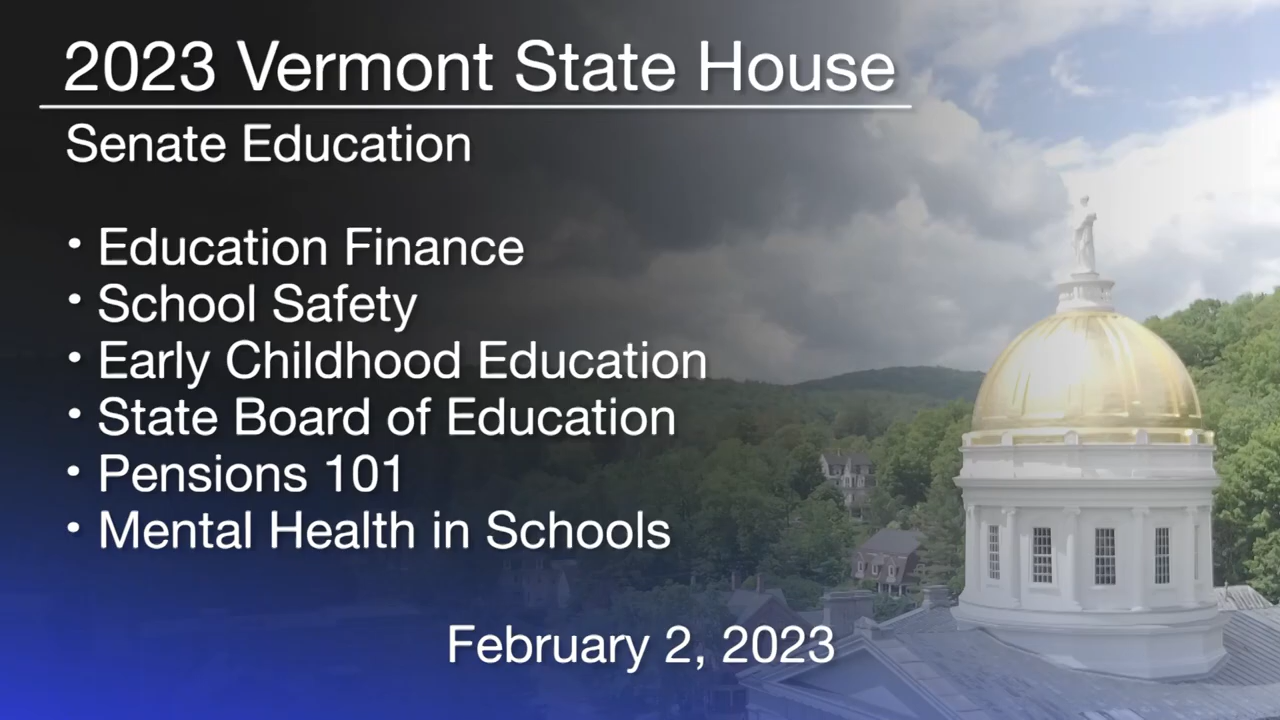 2023 Vermont State House
Senate Education
• Education Finance
• School Safety
• Early Childhood Education
• State Board of Education
• Pensions 101
• Mental Health in Schools
February 2, 2023